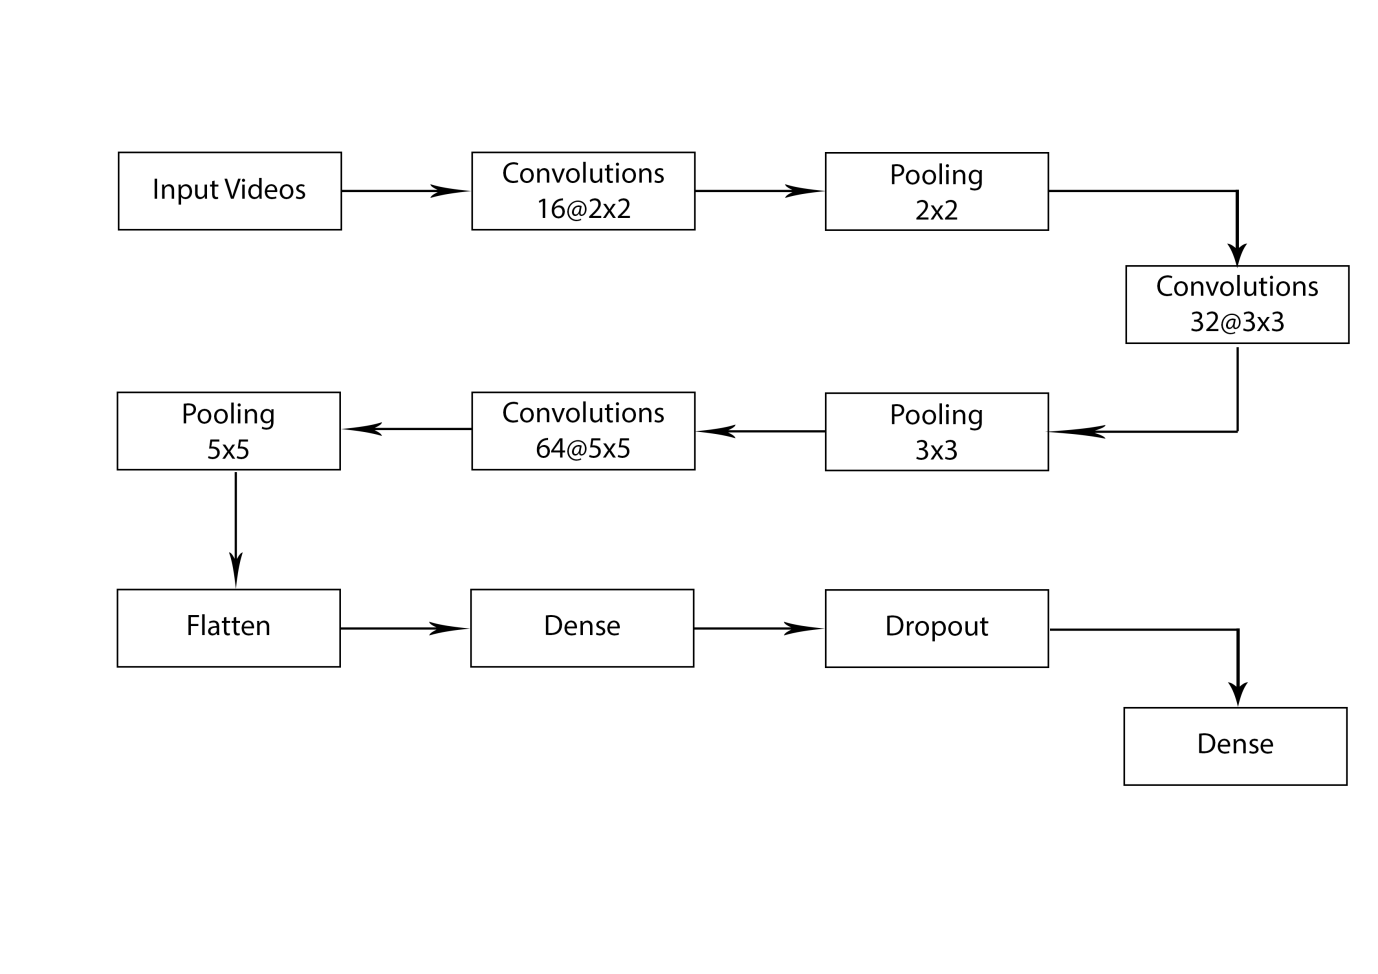 Input Videos
Convolutions
16@2x2
Pooling
2x2
Convolutions
32@3x3
Pooling
3x3
Convolutions
64@5x5
Pooling
5x5
Flatten
Dense
Dropout
Dense